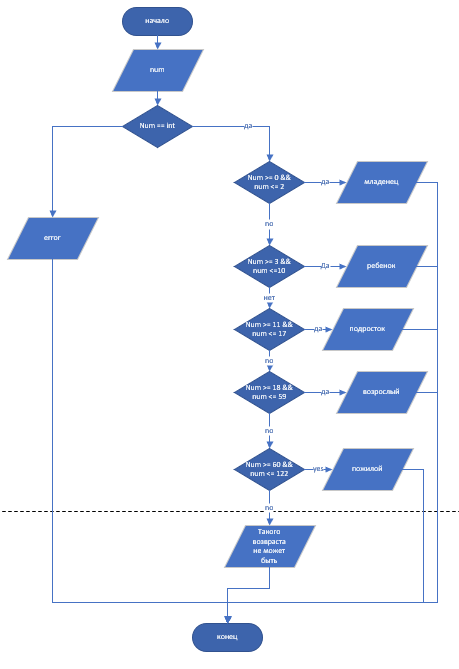 начало
num
Num == int
да
Num >= 0 &&
num <= 2
да
младенец
no
error
Num >= 3 &&
num <=10
Да
ребенок
нет
Num >= 11 &&
num <= 17
да
подросток
no
Num >= 18 &&
num <= 59
да
возрослый
no
Num >= 60 &&
num <= 122
yes
пожилой
no
Такого
возвраста
не может
быть
конец